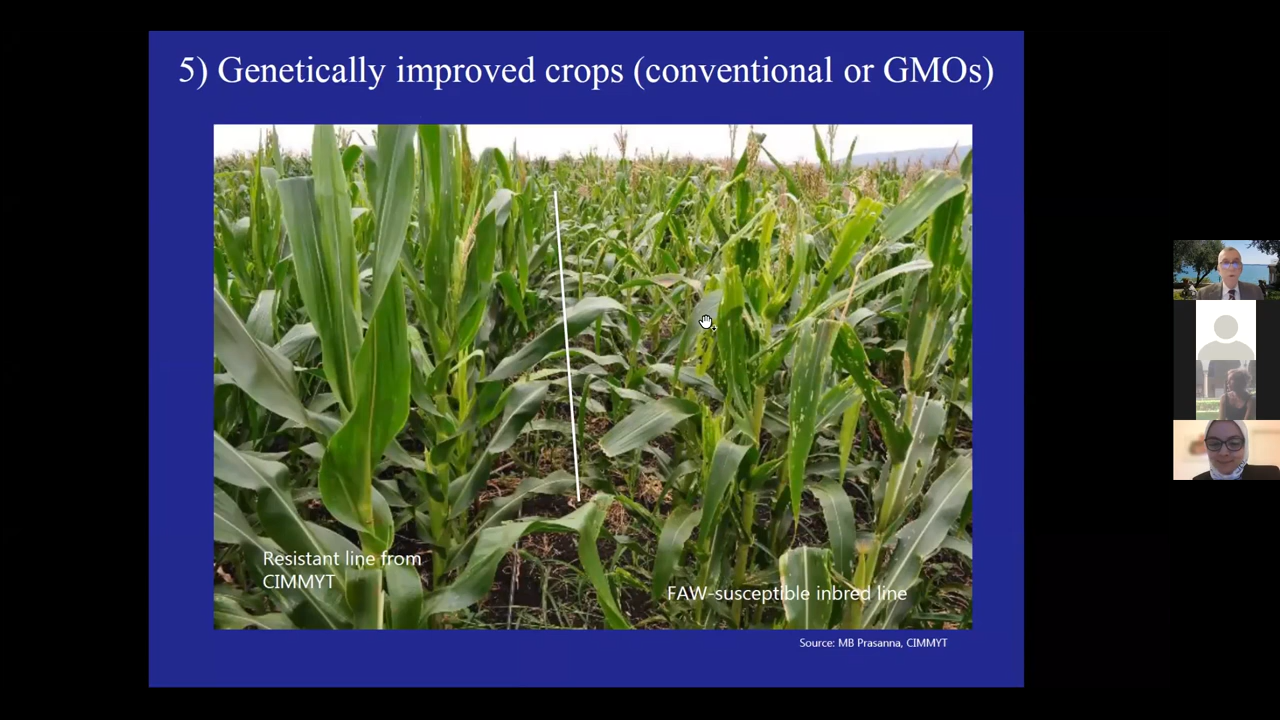 5) Genetically improved crops (conventional or GMOs)
Resistant line from
CIMMYT
FAW-susceptible inbred line
Source: MB Prasanna, CIMMYT